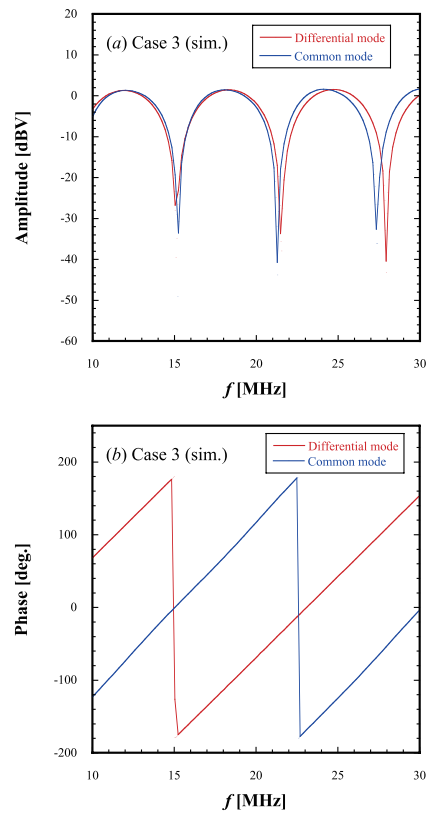 (a) Case 3 (sim.)
Differential mode
Common mode
Amplitude [dBV]
20
10
0
-10
-20
-30
-40
-50
-60
10
15
20
25
30
f [MHz]
(b) Case 3 (sim.)
Differential mode
Common mode
Phase [deg.]
200
100
0
-100
-200
10
15
20
25
30
f [MHz]